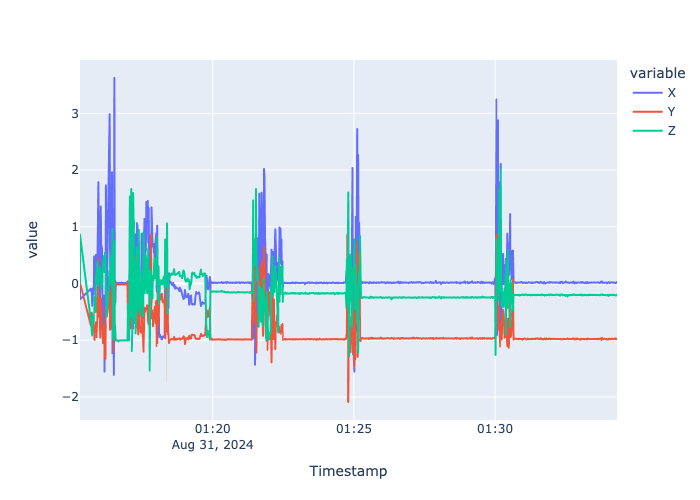 variable
X
Y
Z
value
3
2
1
0
−1
−2
01:20
Aug 31, 2024
01:25
01:30
Timestamp